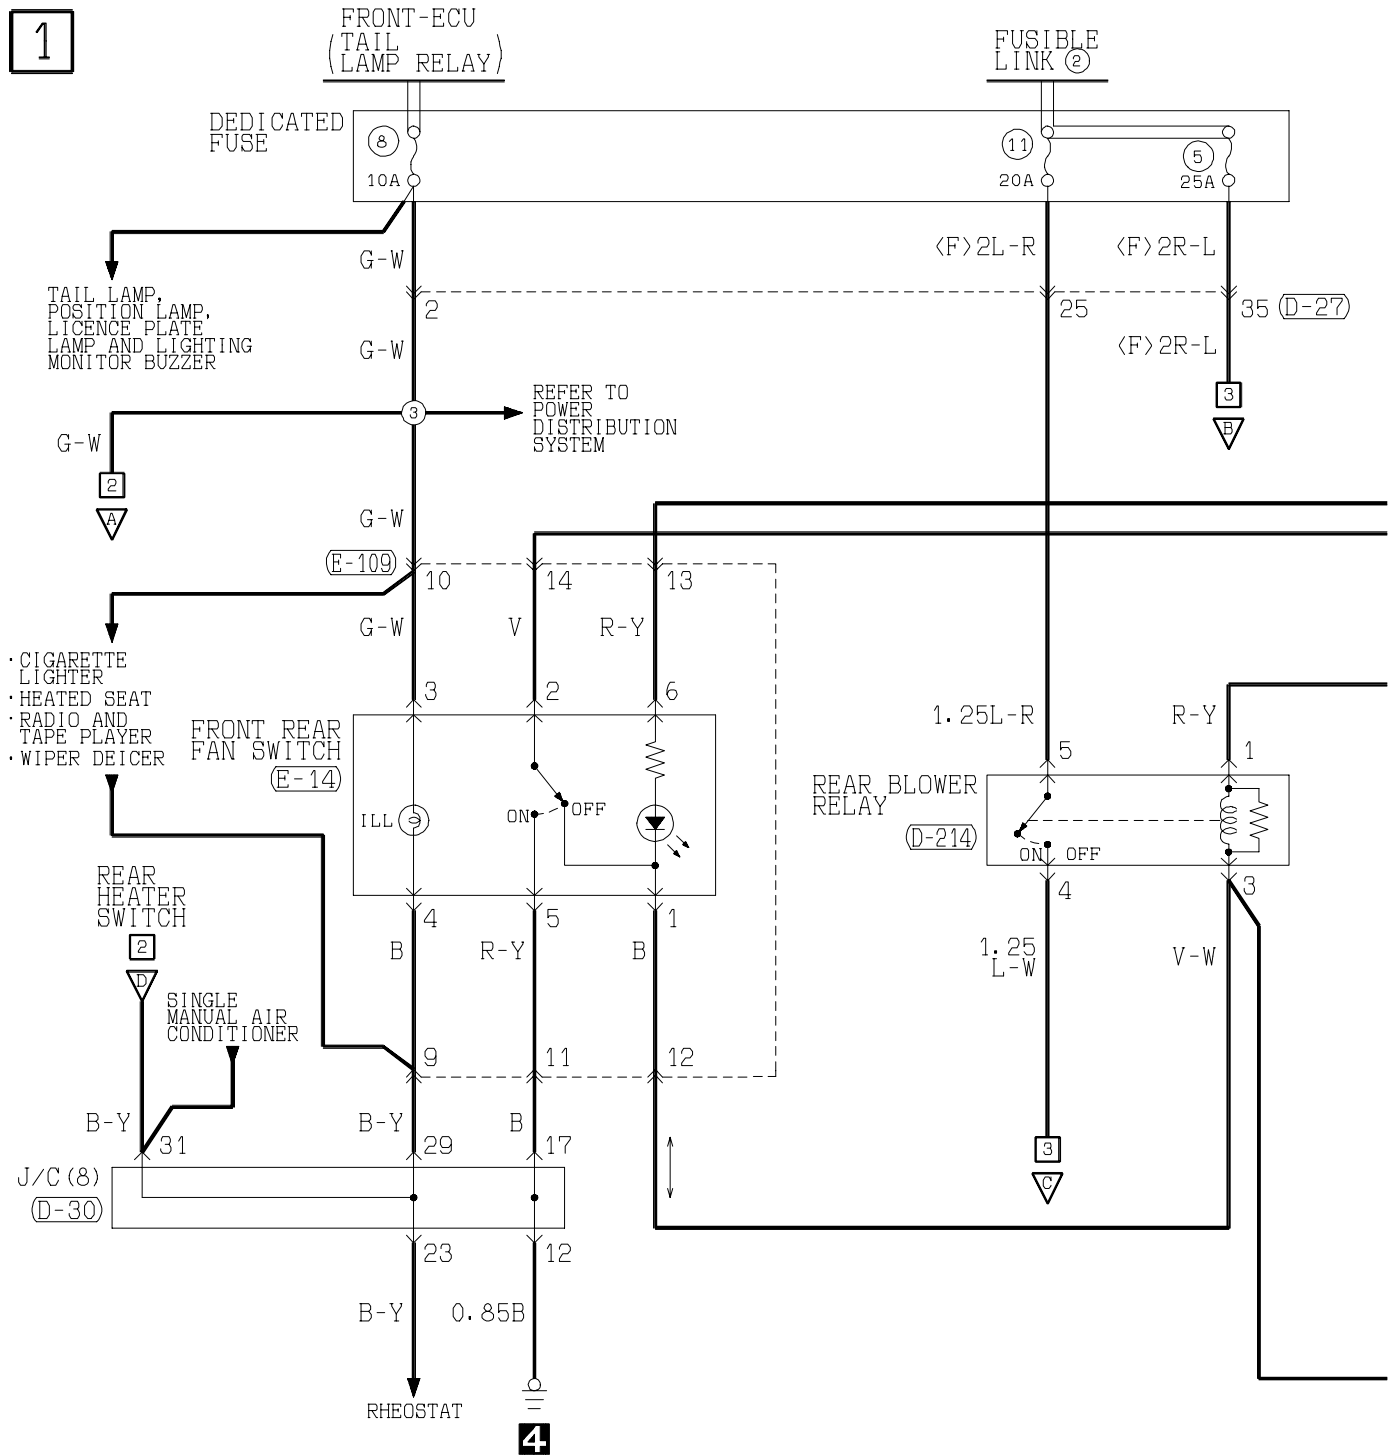 1
FRONT-ECU
(TAIL
LAMP RELAY)
FUSIBLE
LINK ②
DEDICATED
FUSE
8
10A
11
20A
5
25A
G-W
<F>2L-R
<F>2R-L
TAIL LAMP,
POSITION LAMP,
LICENCE PLATE
LAMP AND LIGHTING
MONITOR BUZZER
2
25
35
D-27
G-W
<F>2R-L
3
B
3
REFER TO
POWER
DISTRIBUTION
SYSTEM
G-W
2
A
G-W
E-109
10
14
13
G-W
V
R-Y
·CIGARETTE
LIGHTER
·HEATED SEAT
·RADIO AND
TAPE PLAYER
·WIPER DEICER
3
2
6
FRONT REAR
FAN SWITCH
E-14
ILL
ON
OFF
1.25L-R
R-Y
5
1
REAR BLOWER
RELAY
D-214
ON
OFF
4
3
REAR
HEATER
SWITCH
2
D
4
5
1
B
R-Y
B
1.25
L-W
V-W
SINGLE
MANUAL AIR
CONDITIONER
9
11
12
B-Y
B-Y
B
31
29
17
3
C
J/C(8)
D-30
23
12
B-Y
0.85B
RHEOSTAT
4